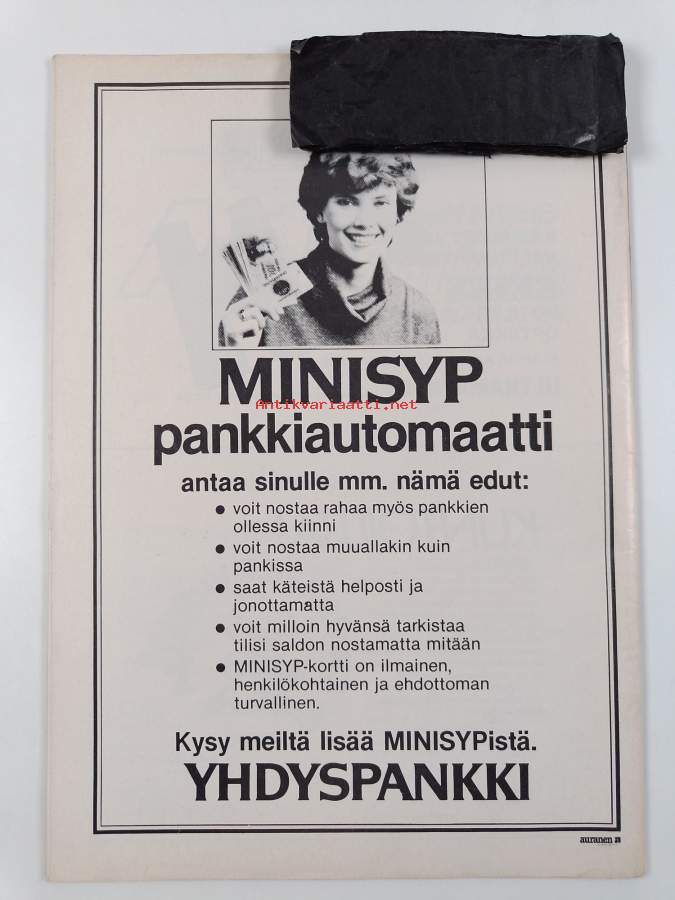 MINISYP
Antikvariaatti.net
pankkiautomaatti
antaa sinulle mm. nämä edut:
● voit nostaa rahaa myös pankkien
ollessa kiinni
● voit nostaa muuallakin kuin
pankissa
● saat käteistä helposti ja
jonottamatta
● voit milloin hyvänsä tarkistaa
tilisi saldon nostamatta mitään
● MINISYP-kortti on ilmainen,
henkilökohtainen ja ehdottoman
turvallinen.
Kysy meiltä lisää MINISYPistä.
YHDYSPANKKI
auranen